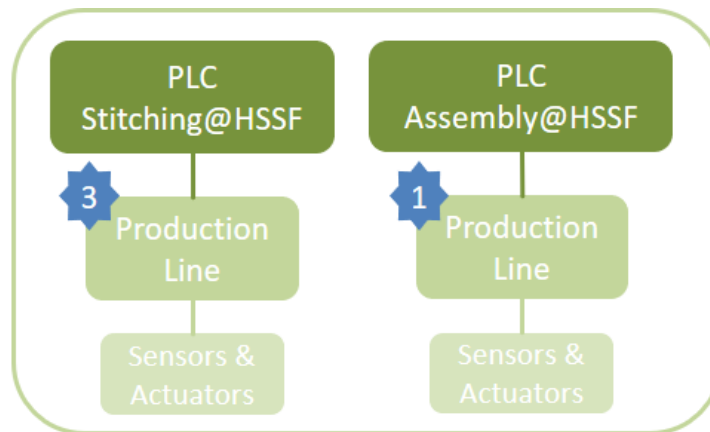 PLC
Stitching@HSSF
3
Production
Line
Sensors &
Actuators
PLC
Assembly@HSSF
1
Production
Line
Sensors &
Actuators